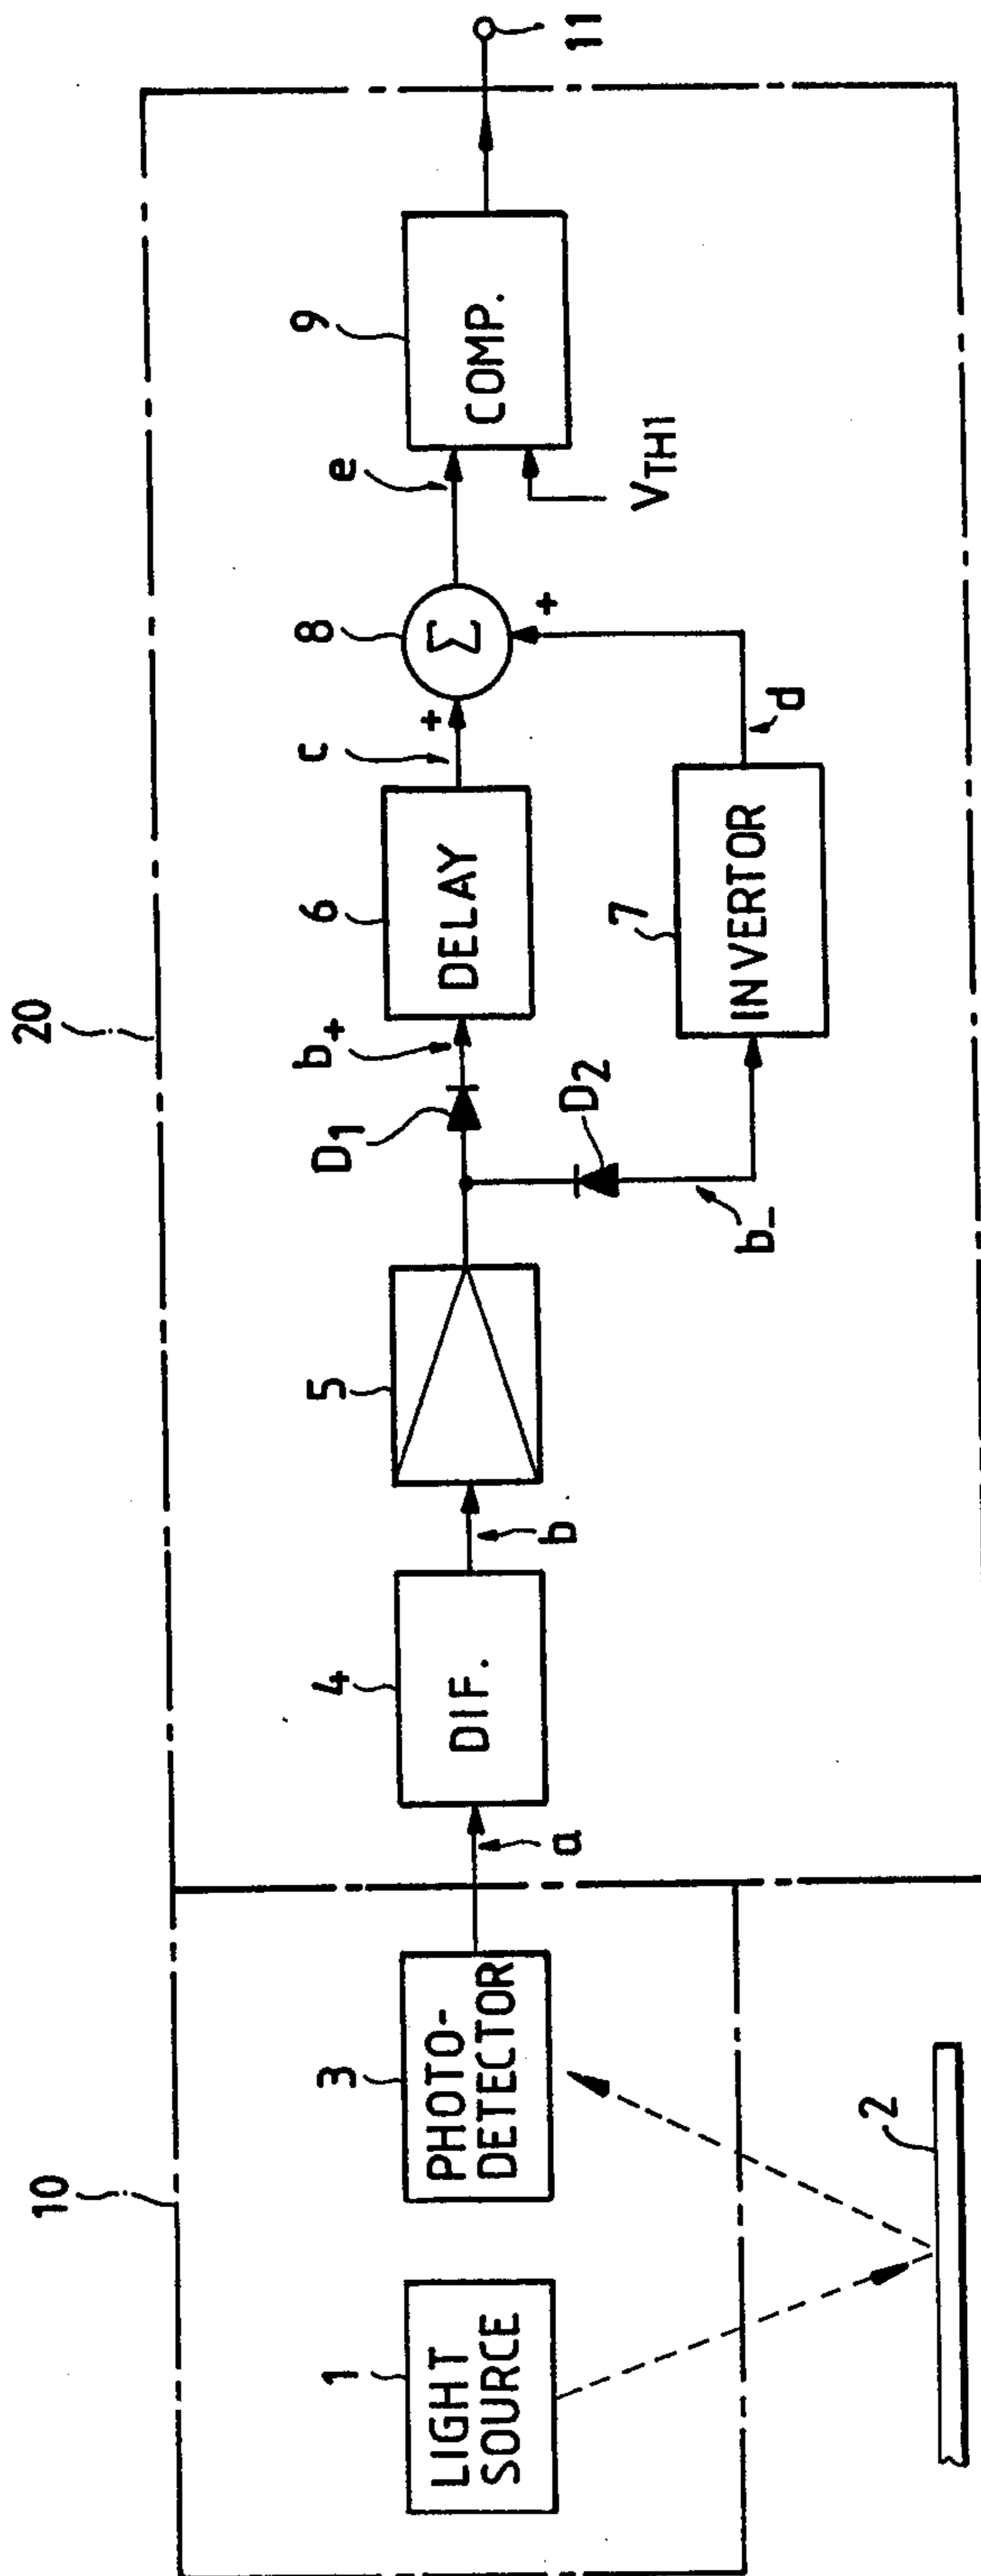 10
20
1
LIGHT
SOURCE
3
PHOTO-
DETECTOR
2
a
4
DIF.
b
5
D1
b+
D2
b−
6
DELAY
c
+
7
INVERTOR
d
+
8
Σ
e
9
COMP.
VTH1
11